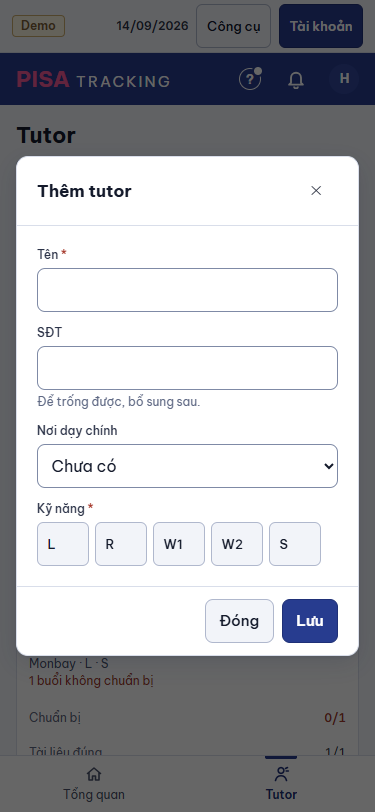 Demo
14/09/2026
Công cụ
Tài khoản
PISA TRACKING
?
H
Tutor
Thêm tutor
Tên *
SĐT
Để trống được, bổ sung sau.
Nơi dạy chính
Chưa có
Kỹ năng *
L
R
W1
W2
S
Đóng
Lưu
Monbay · L · S
1 buổi không chuẩn bị
Chuẩn bị
0/1
Tài liệu đúng
1/1
Tổng quan
Tutor